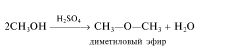 2CH₃OH —H₂SO₄→ CH₃—O—CH₃ + H₂O
диметиловый эфир